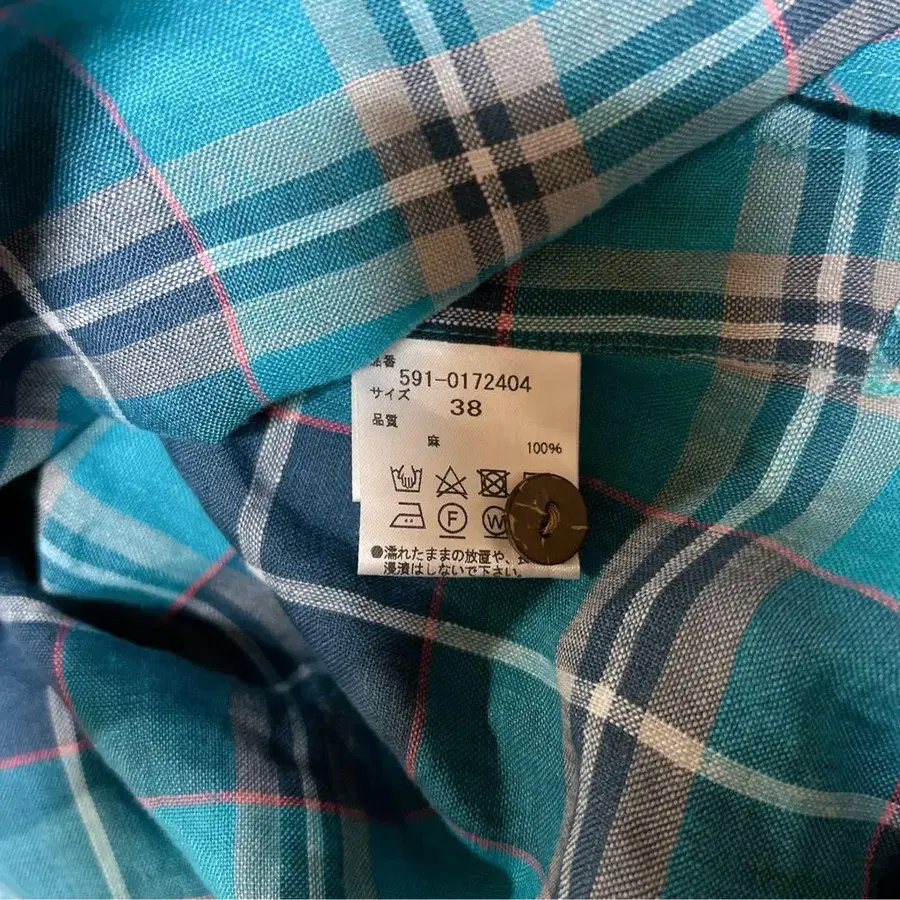 品番
591-0172404
サイズ
38
品質
麻 100%
F W
●濡れたままの放置や、
浸漬はしないで下さい。